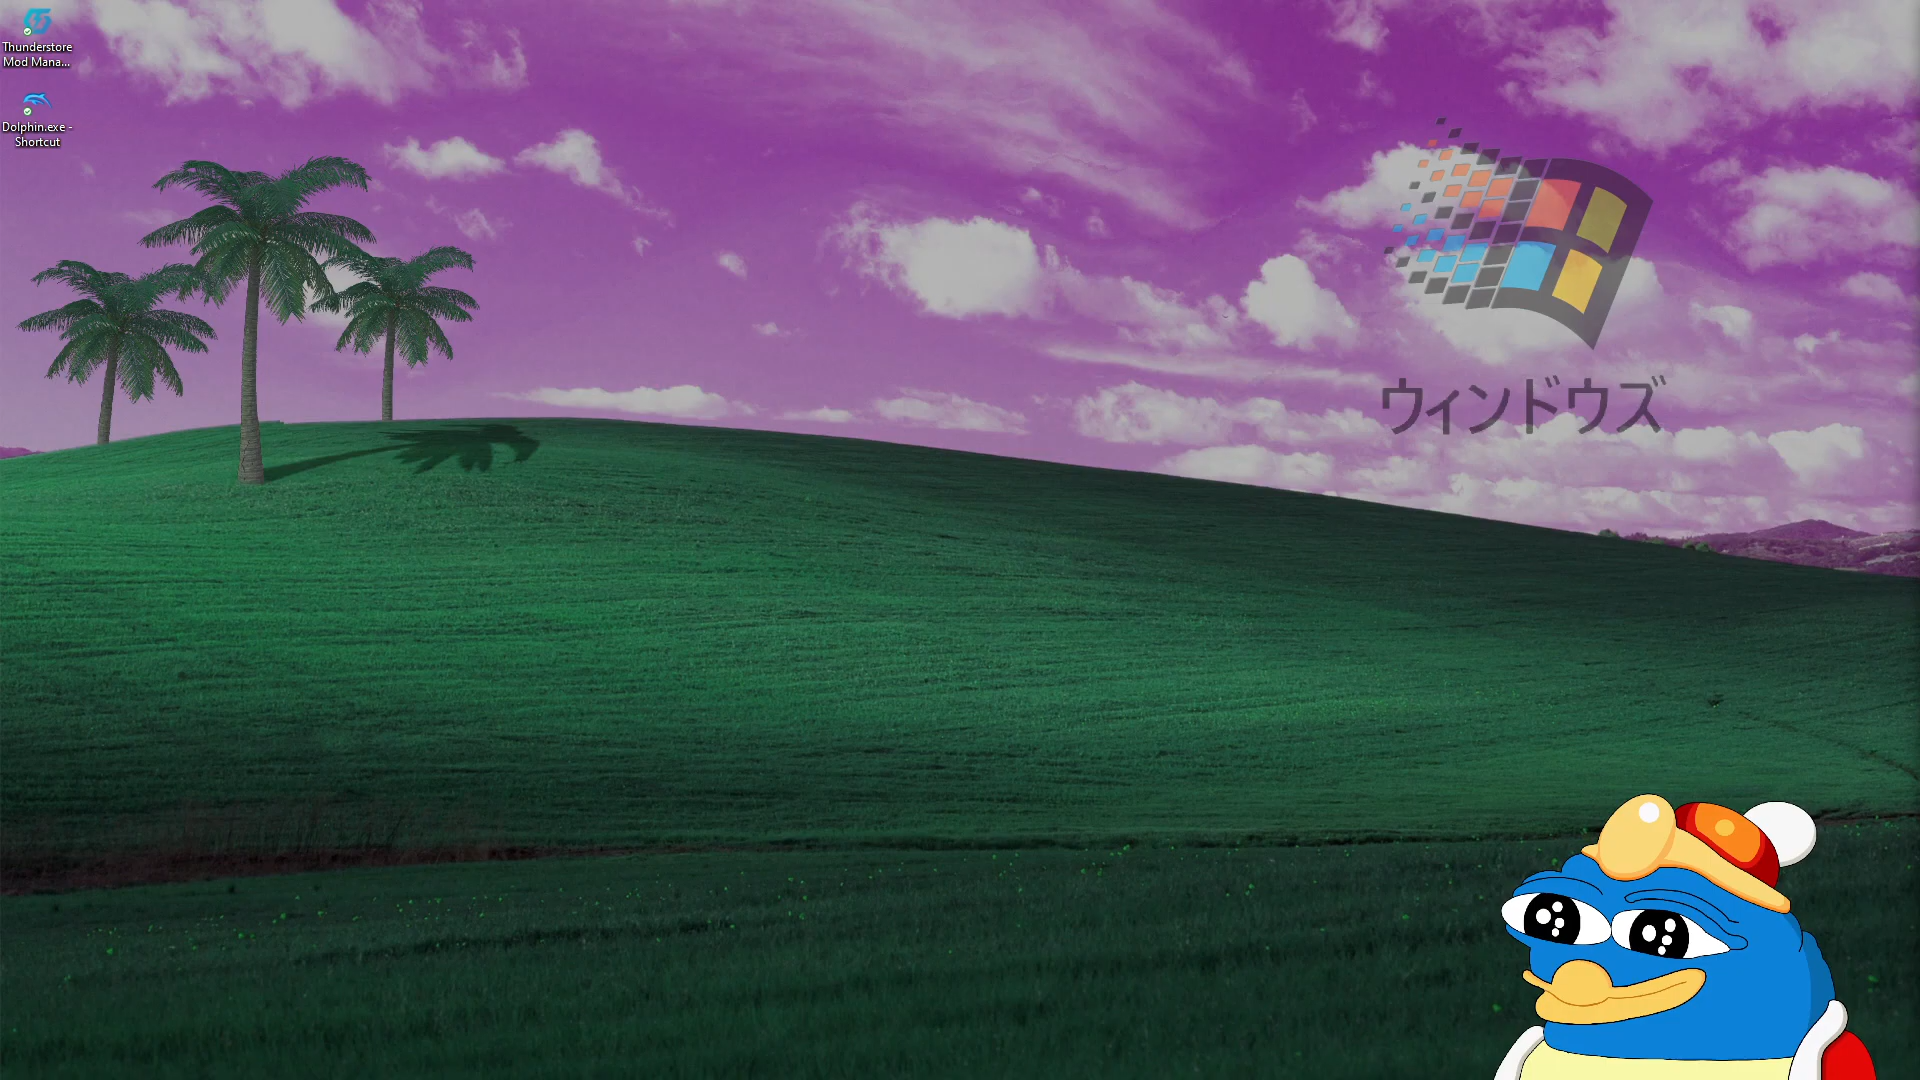 Thunderstore
Mod Mana...
Dolphin.exe -
Shortcut
ウィンドウズ